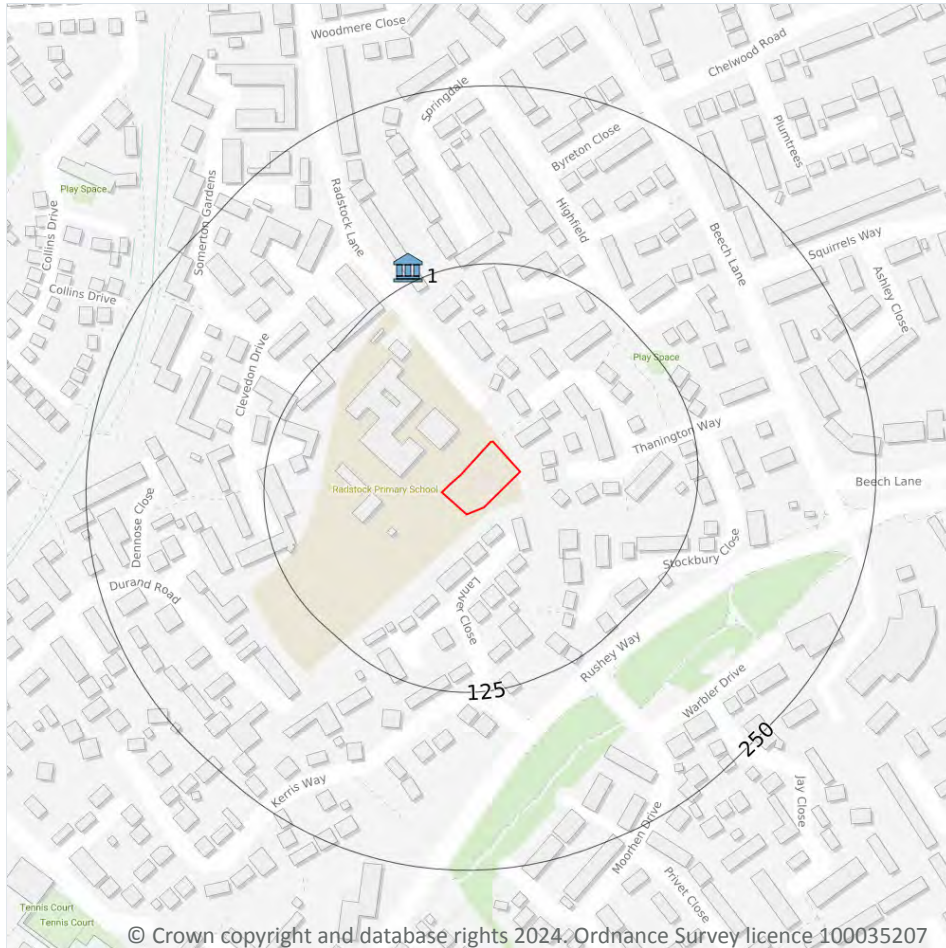 Woodmere Close
Chelwood Road
Springdale
Plumtrees
Byreton Close
Play Space
Radstock Lane
Somerton Gardens
Collins Drive
Highfield
Beech Lane
Squirrels Way
1
Ashley Close
Collins Drive
Clevedon Drive
Play Space
Thanington Way
Radstock Primary School
Beech Lane
Dennose Close
Stockbury Close
Durand Road
Lanver Close
Rushey Way
125
Warbler Drive
250
Kerris Way
Jay Close
Moorhen Drive
Privet Close
Tennis Court
Tennis Court
© Crown copyright and database rights 2024. Ordnance Survey licence 100035207